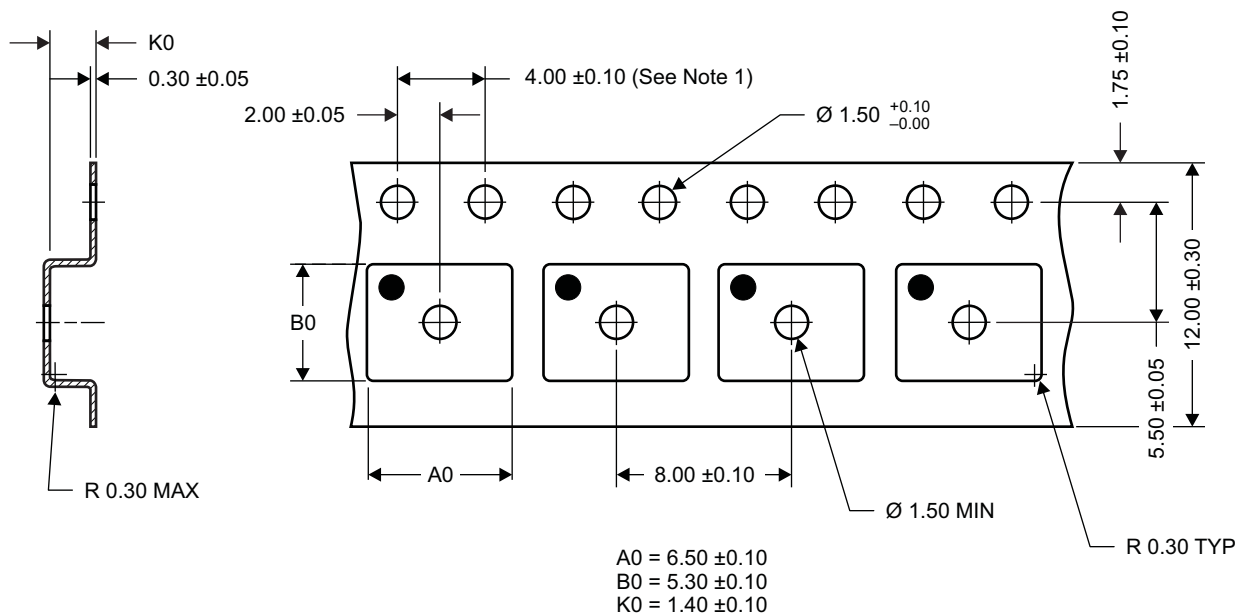 K0
0.30 ±0.05
4.00 ±0.10 (See Note 1)
2.00 ±0.05
Ø 1.50 +0.10 –0.00
1.75 ±0.10
B0
12.00 ±0.30
5.50 ±0.05
R 0.30 MAX
A0
8.00 ±0.10
Ø 1.50 MIN
R 0.30 TYP
A0 = 6.50 ±0.10
B0 = 5.30 ±0.10
K0 = 1.40 ±0.10